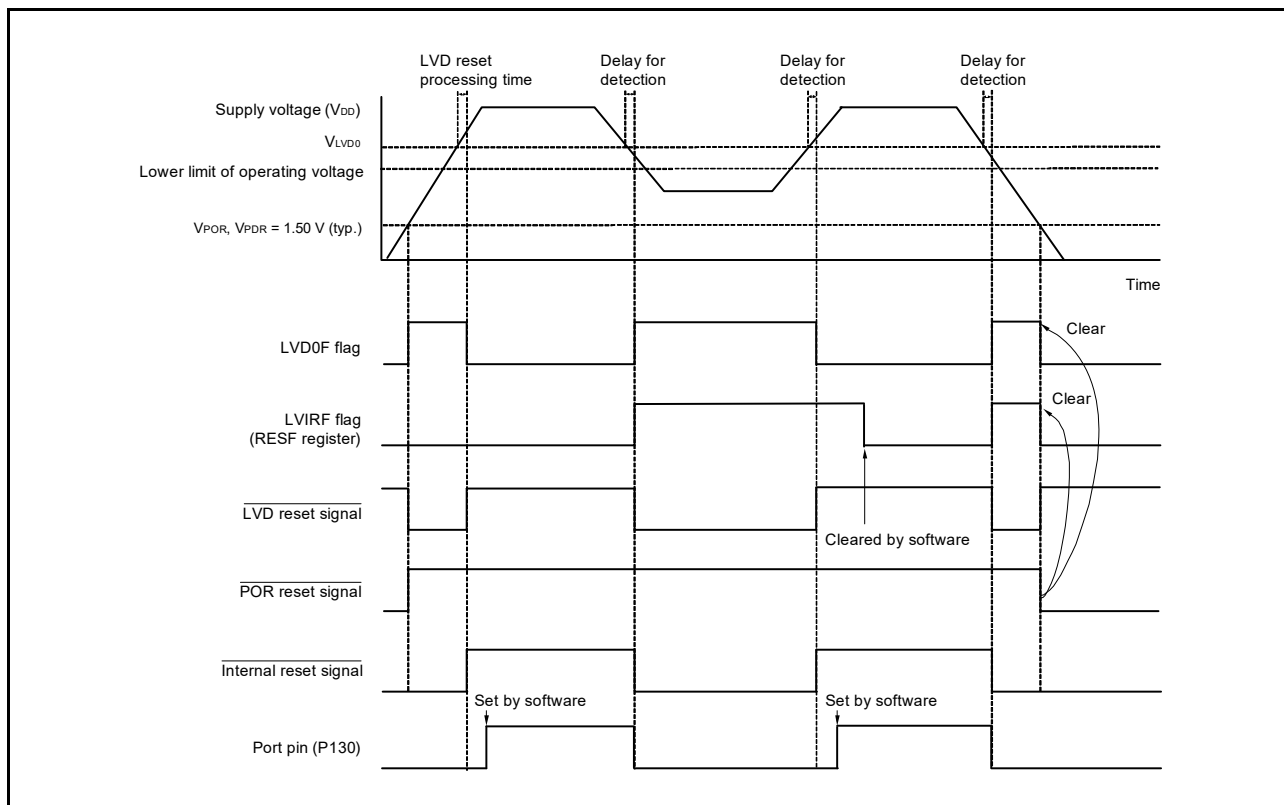 LVD reset
processing time
Delay for
detection
Delay for
detection
Delay for
detection
Supply voltage (VDD)
VLVD0
Lower limit of operating voltage
VPOR, VPDR = 1.50 V (typ.)
Time
LVD0F flag
Clear
LVIRF flag
(RESF register)
Clear
LVD reset signal
Cleared by software
POR reset signal
Internal reset signal
Set by software
Set by software
Port pin (P130)